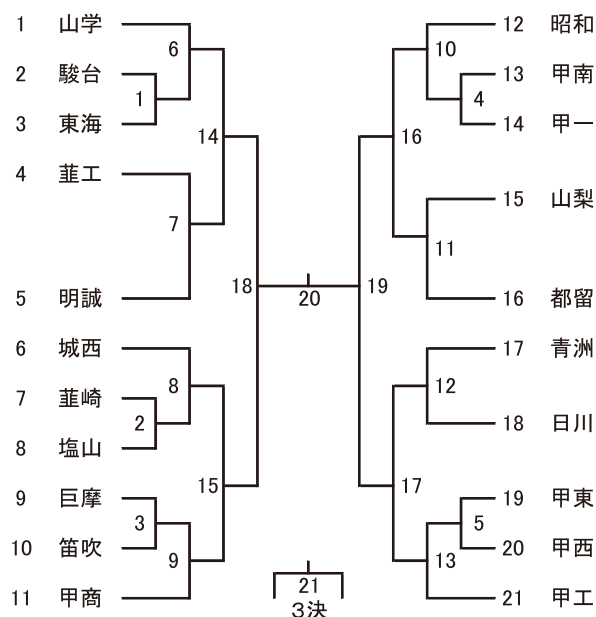 1 山学
2 駿台
3 東海
4 韮工
5 明誠
6 城西
7 韮崎
8 塩山
9 巨摩
10 笛吹
11 甲商
6
1
14
7
18
8
2
15
3
9
20
21
3決
12 昭和
13 甲南
14 甲一
15 山梨
16 都留
17 青洲
18 日川
19 甲東
20 甲西
21 甲工
10
4
16
11
19
12
17
5
13